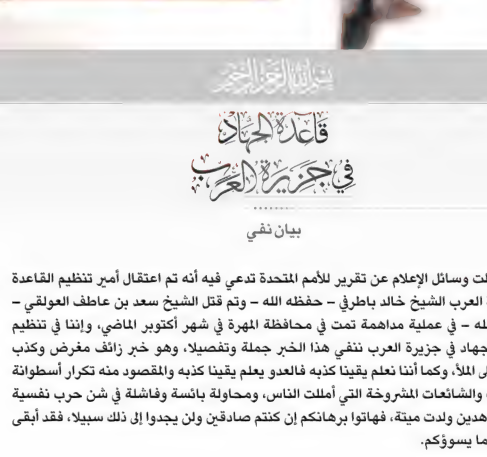 بسم الله الرحمن الرحيم
قاعدة الجهاد
في جزيرة العرب
بيان نفي
لت وسائل الإعلام عن تقرير للأمم المتحدة تدعي فيه أنه تم اعتقال أمير تنظيم القاعدة
العرب الشيخ خالد باطرفي – حفظه الله – وتم قتل الشيخ سعد بن عاطف العولقي –
لله – في عملية مداهمة تمت في محافظة المهرة في شهر أكتوبر الماضي، وإننا في تنظيم
جهاد في جزيرة العرب ننفي هذا الخبر جملة وتفصيلا، وهو خبر زائف مغرض وكذب
ى الملأ، وكما أننا نعلم يقينا كذبه فالعدو يعلم يقينا كذبه والمقصود منه تكرار أسطوانة
والشائعات المشروخة التي أمللت الناس، ومحاولة بائسة وفاشلة في شن حرب نفسية
هدين ولدت ميتة، فهاتوا برهانكم إن كنتم صادقين ولن يجدوا إلى ذلك سبيلا، فقد أبقى
ما يسوؤكم.